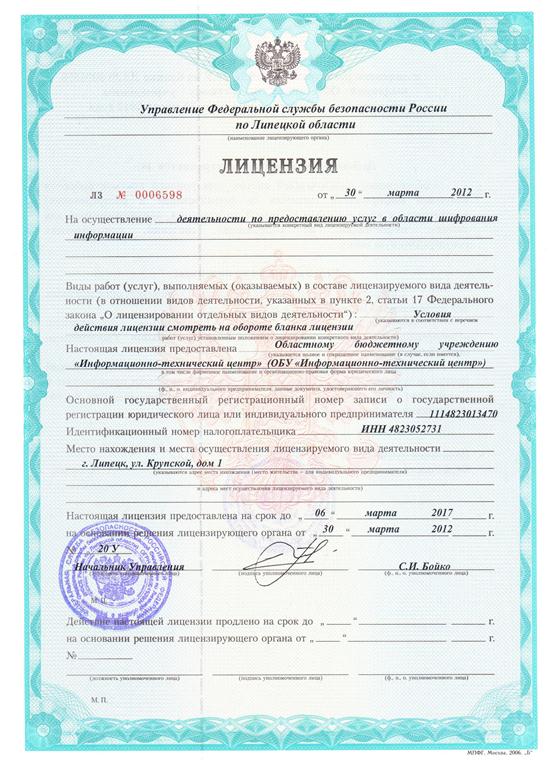 Управление Федеральной службы безопасности России
по Липецкой области
(наименование лицензирующего органа)
ЛИЦЕНЗИЯ
ЛЗ № 0006598 от „ 30 “ марта 2012 г.
На осуществление деятельности по предоставлению услуг в области шифрования
(указывается конкретный вид лицензируемой деятельности)
информации
Виды работ (услуг), выполняемых (оказываемых) в составе лицензируемого вида деятель-
ности (в отношении видов деятельности, указанных в пункте 2, статьи 17 Федерального
закона „О лицензировании отдельных видов деятельности“) : Условия
(указываются в соответствии с перечнем
действия лицензии смотреть на обороте бланка лицензии
работ (услуг) установленным положением о лицензировании конкретного вида деятельности)
Настоящая лицензия предоставлена Областному бюджетному учреждению
(указывается полное и сокращенное наименование (в случае, если имеется),
«Информационно-технический центр» (ОБУ «Информационно-технический центр»)
в том числе фирменное наименование и организационно-правовая форма юридического лица
(ф., и., о. индивидуального предпринимателя, данные документа, удостоверяющего его личность)
Основной государственный регистрационный номер записи о государственной
регистрации юридического лица или индивидуального предпринимателя 1114823013470
Идентификационный номер налогоплательщика ИНН 4823052731
Место нахождения и места осуществления лицензируемого вида деятельности
г. Липецк, ул. Крупской, дом 1
(указываются адрес места нахождения (место жительства – для индивидуального предпринимателя)
и адреса мест осуществления лицензируемого вида деятельности)
Настоящая лицензия предоставлена на срок до „ 06 “ марта 2017 г.
на основании решения лицензирующего органа от „ 30 “ марта 2012 г.
№ 20 У
Начальник Управления С.И. Бойко
(подпись уполномоченного лица) (ф., и., о. уполномоченного лица)
М. П.
Действие настоящей лицензии продлено на срок до „ “ г.
на основании решения лицензирующего органа от „ “ г.
№
(должность уполномоченного лица) (подпись уполномоченного лица) (ф., и., о. уполномоченного лица)
М. П.
МПФГ. Москва. 2006. „Б“